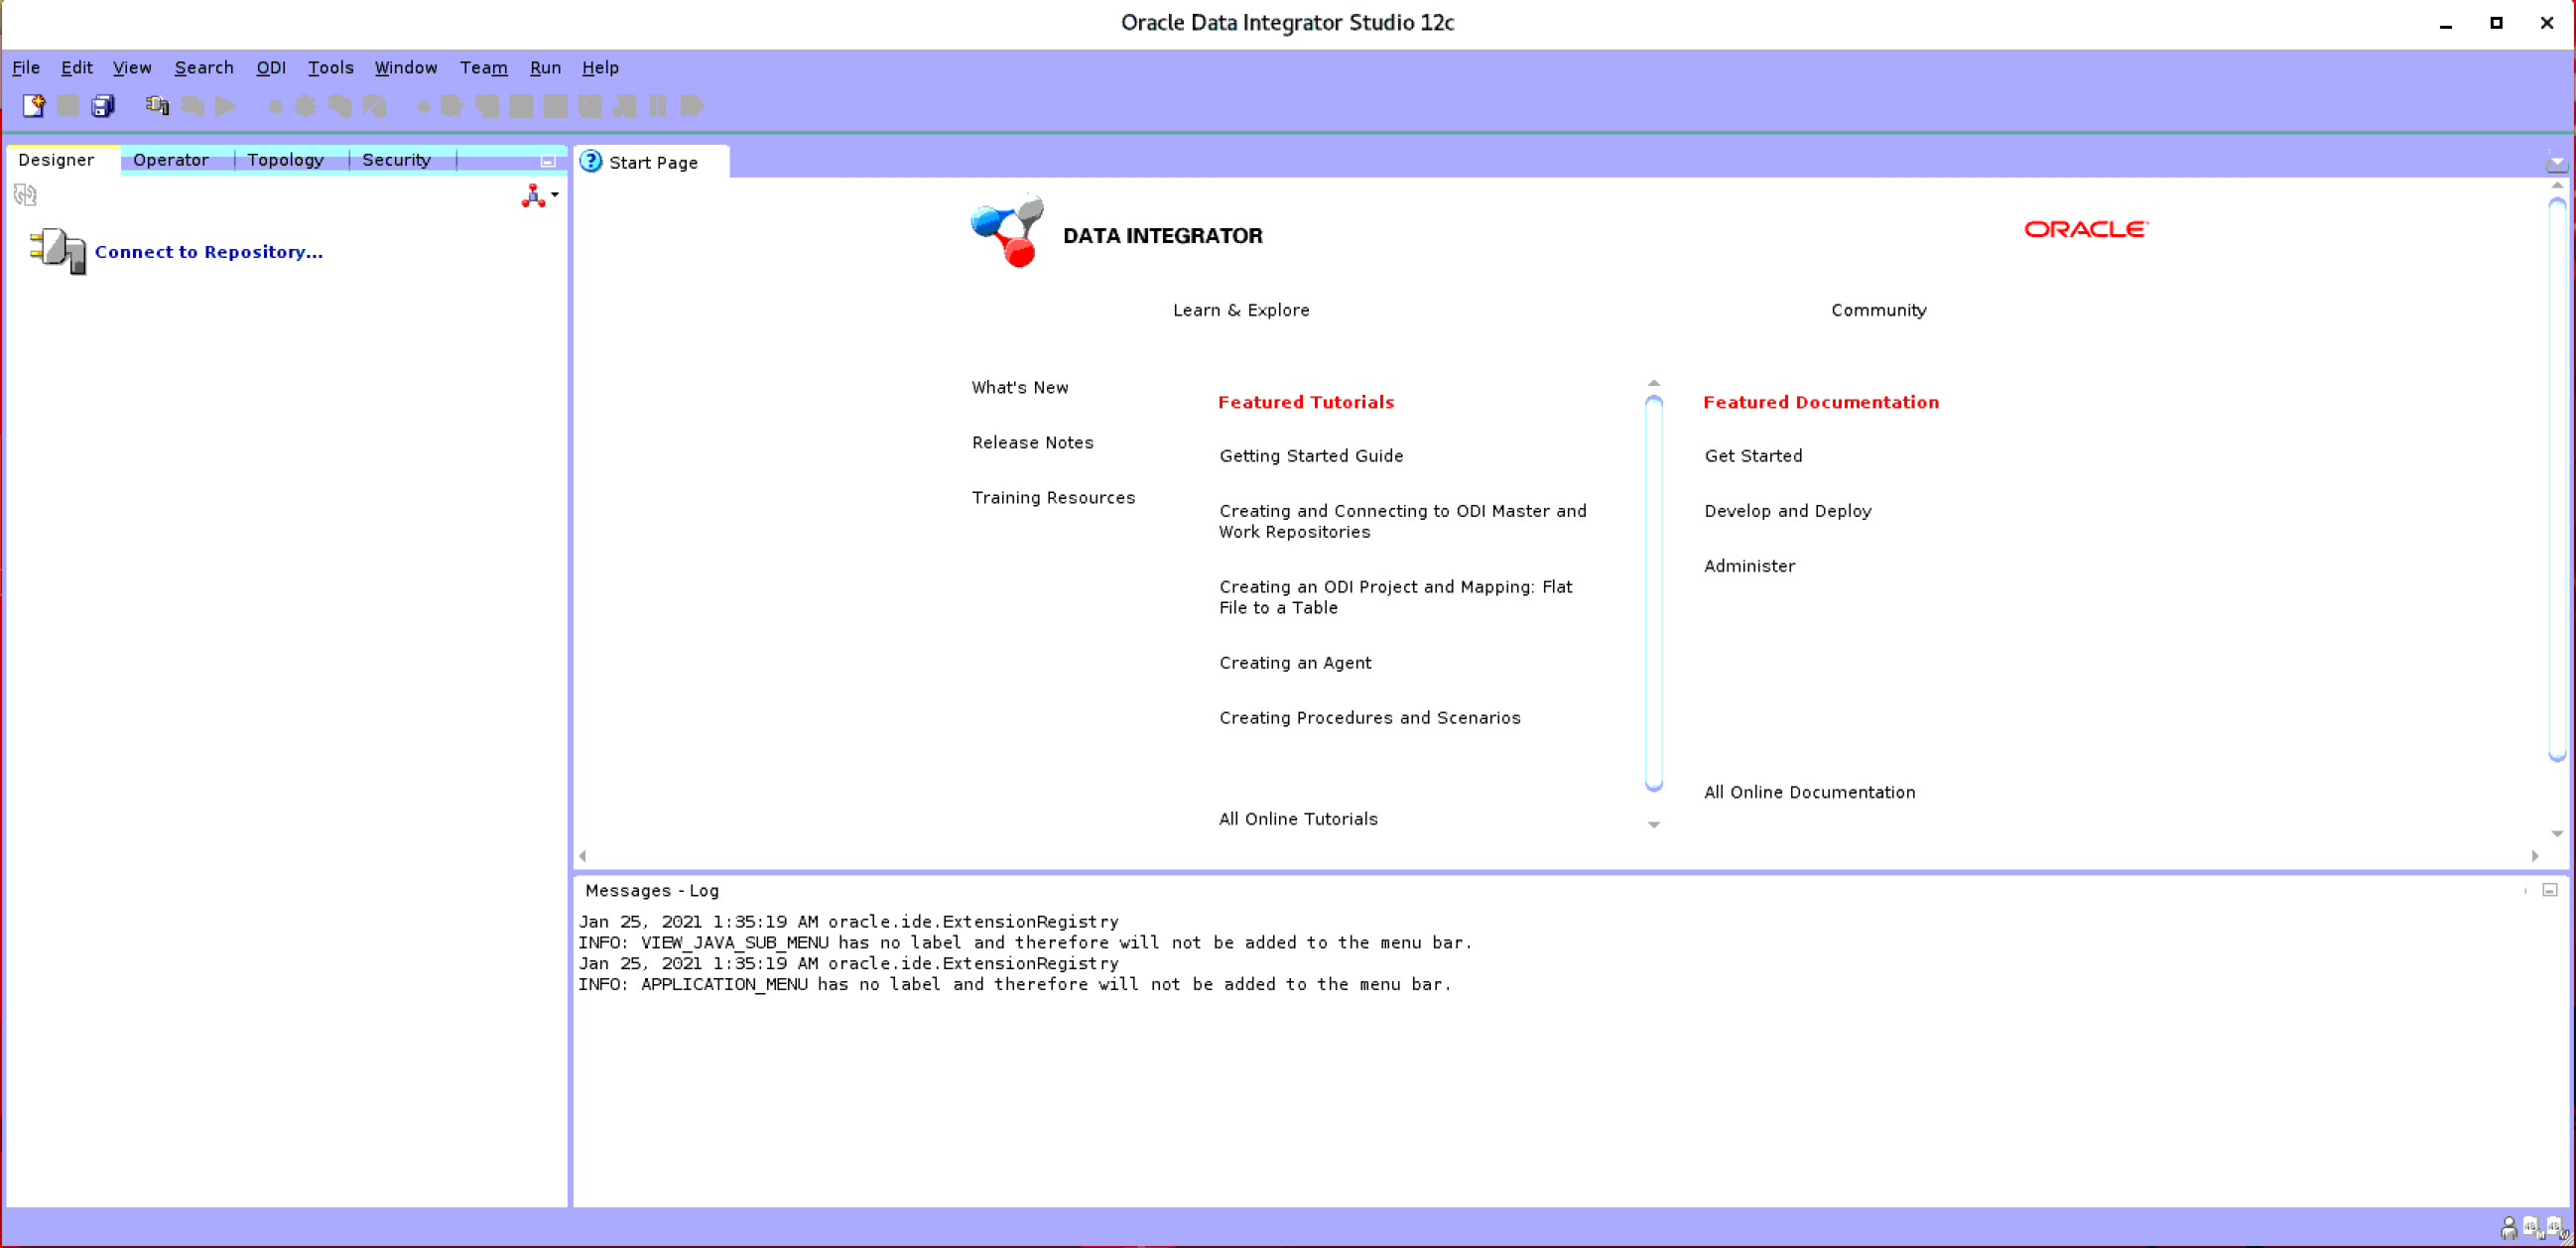 Oracle Data Integrator Studio 12c
File Edit View Search ODI Tools Window Team Run Help
Designer Operator Topology Security
Start Page
Connect to Repository...
DATA INTEGRATOR
ORACLE
Learn & Explore
Community
What's New
Release Notes
Training Resources
Featured Tutorials
Getting Started Guide
Creating and Connecting to ODI Master and
Work Repositories
Creating an ODI Project and Mapping: Flat
File to a Table
Creating an Agent
Creating Procedures and Scenarios
All Online Tutorials
Featured Documentation
Get Started
Develop and Deploy
Administer
All Online Documentation
Messages - Log
Jan 25, 2021 1:35:19 AM oracle.ide.ExtensionRegistry
INFO: VIEW_JAVA_SUB_MENU has no label and therefore will not be added to the menu bar.
Jan 25, 2021 1:35:19 AM oracle.ide.ExtensionRegistry
INFO: APPLICATION_MENU has no label and therefore will not be added to the menu bar.